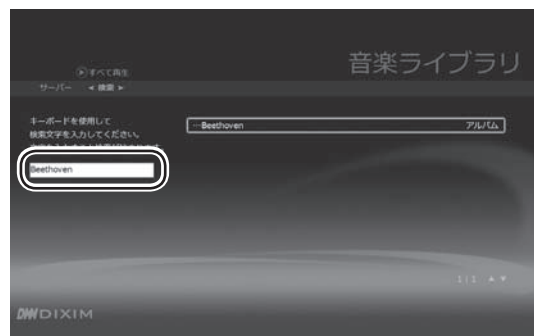 音楽ライブラリ
すべて再生
サーバー ◀ 検索 ▶
キーボードを使用して
検索文字を入力してください。
Beethoven
Beethoven アルバム
1|1 ▲ ▼
DIXIM